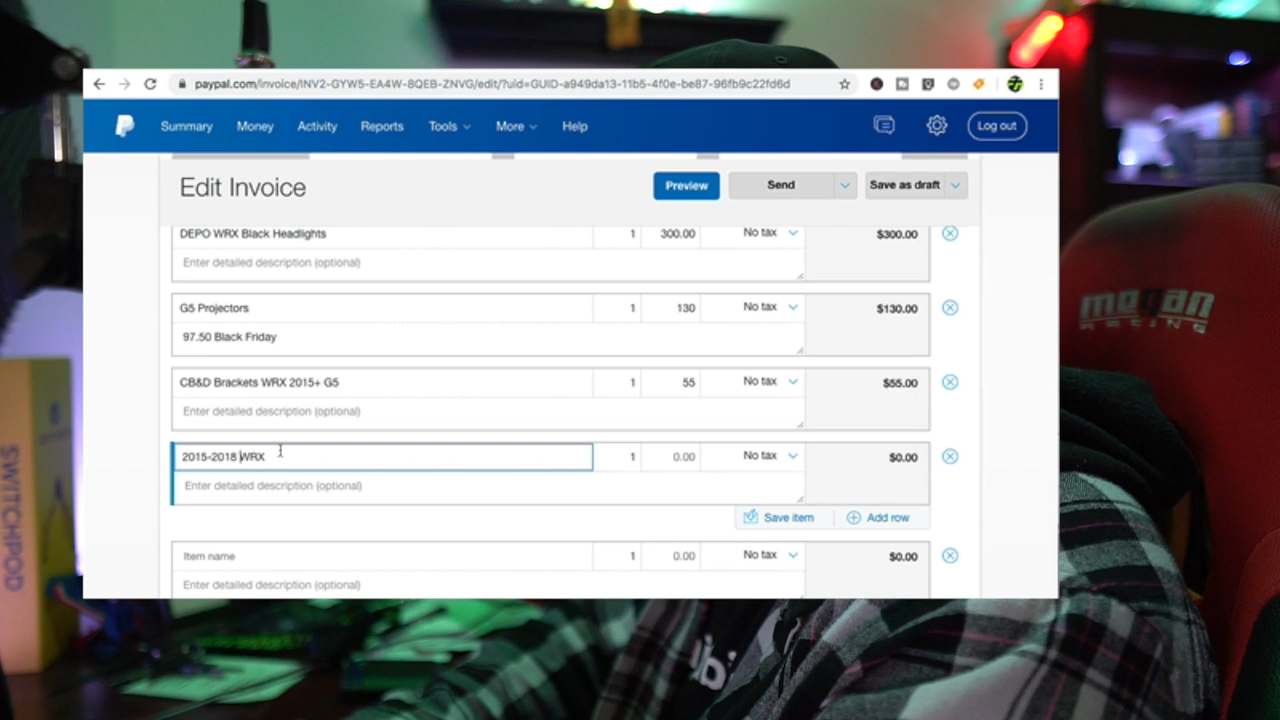 paypal.com/invoice/INV2-GYW5-EA4W-8QEB-ZNVG/edit/?uid=GUID-a949da13-11b5-4f0e-be87-96fb9c22fd6d
Summary Money Activity Reports Tools More Help Log out
Edit Invoice Preview Send Save as draft
DEPO WRX Black Headlights 1 300.00 No tax $300.00
Enter detailed description (optional)
G5 Projectors 1 130 No tax $130.00
97.50 Black Friday
CB&D Brackets WRX 2015+ G5 1 55 No tax $55.00
Enter detailed description (optional)
2015-2018 WRX 1 0.00 No tax $0.00
Enter detailed description (optional)
Save item Add row
Item name 1 0.00 No tax $0.00
Enter detailed description (optional)
SWITCHPOD
megan
RACING